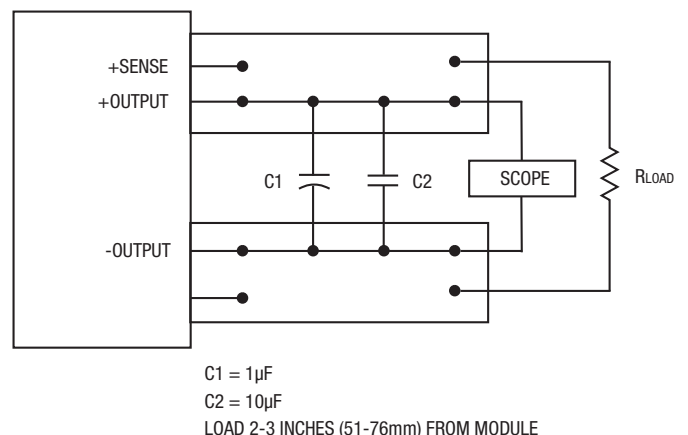 +SENSE
+OUTPUT
C1
C2
SCOPE
RLOAD
-OUTPUT
C1 = 1µF
C2 = 10µF
LOAD 2-3 INCHES (51-76mm) FROM MODULE